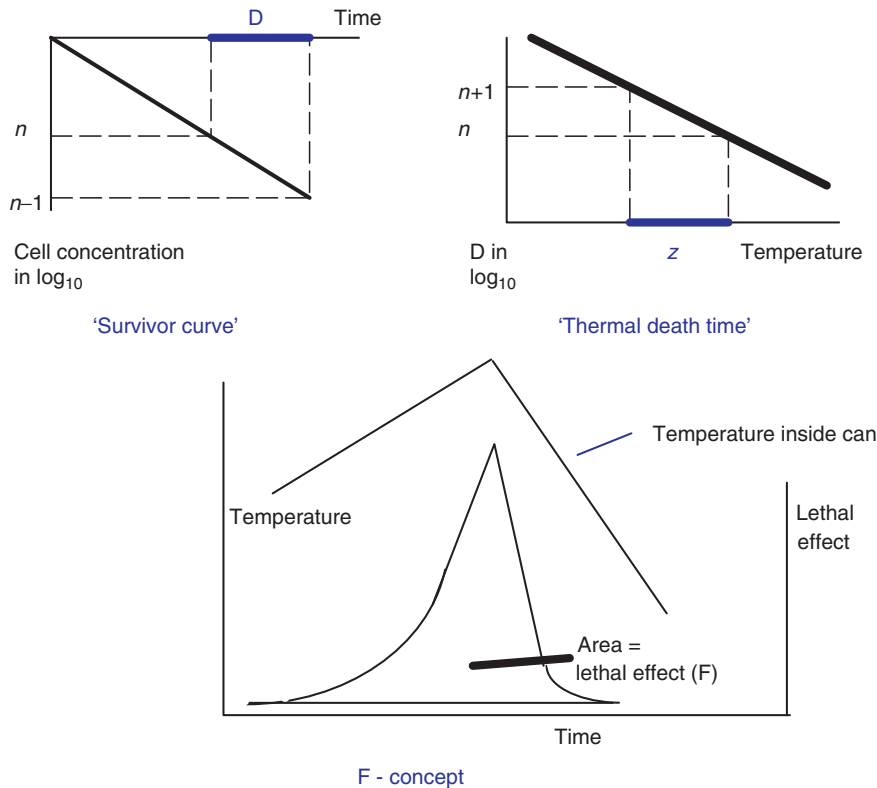 D
Time
n
n–1
Cell concentration
in log10
'Survivor curve'
n+1
n
D in
log10
z
Temperature
'Thermal death time'
Temperature inside can
Temperature
Lethal
effect
Area =
lethal effect (F)
Time
F - concept